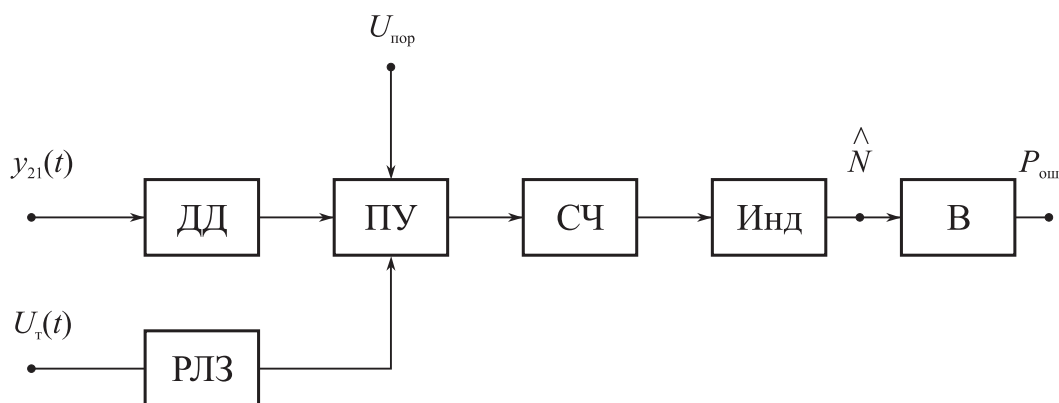 U_пор
y_21(t)
^
N
P_ош
ДД
ПУ
СЧ
Инд
В
U_т(t)
РЛЗ